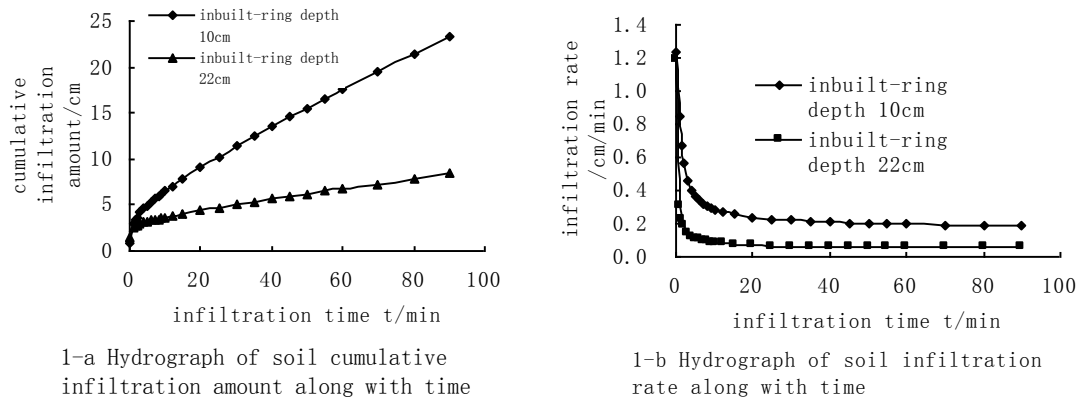 cumulative
infiltration
amount/cm
25
20
15
10
5
0
inbuilt-ring depth
10cm
inbuilt-ring depth
22cm
0 20 40 60 80 100
infiltration time t/min
1-a Hydrograph of soil cumulative
infiltration amount along with time
infiltration rate
/cm/min
1.4
1.2
1.0
0.8
0.6
0.4
0.2
0.0
inbuilt-ring
depth 10cm
inbuilt-ring
depth 22cm
0 20 40 60 80 100
infiltration time t/min
1-b Hydrograph of soil infiltration
rate along with time